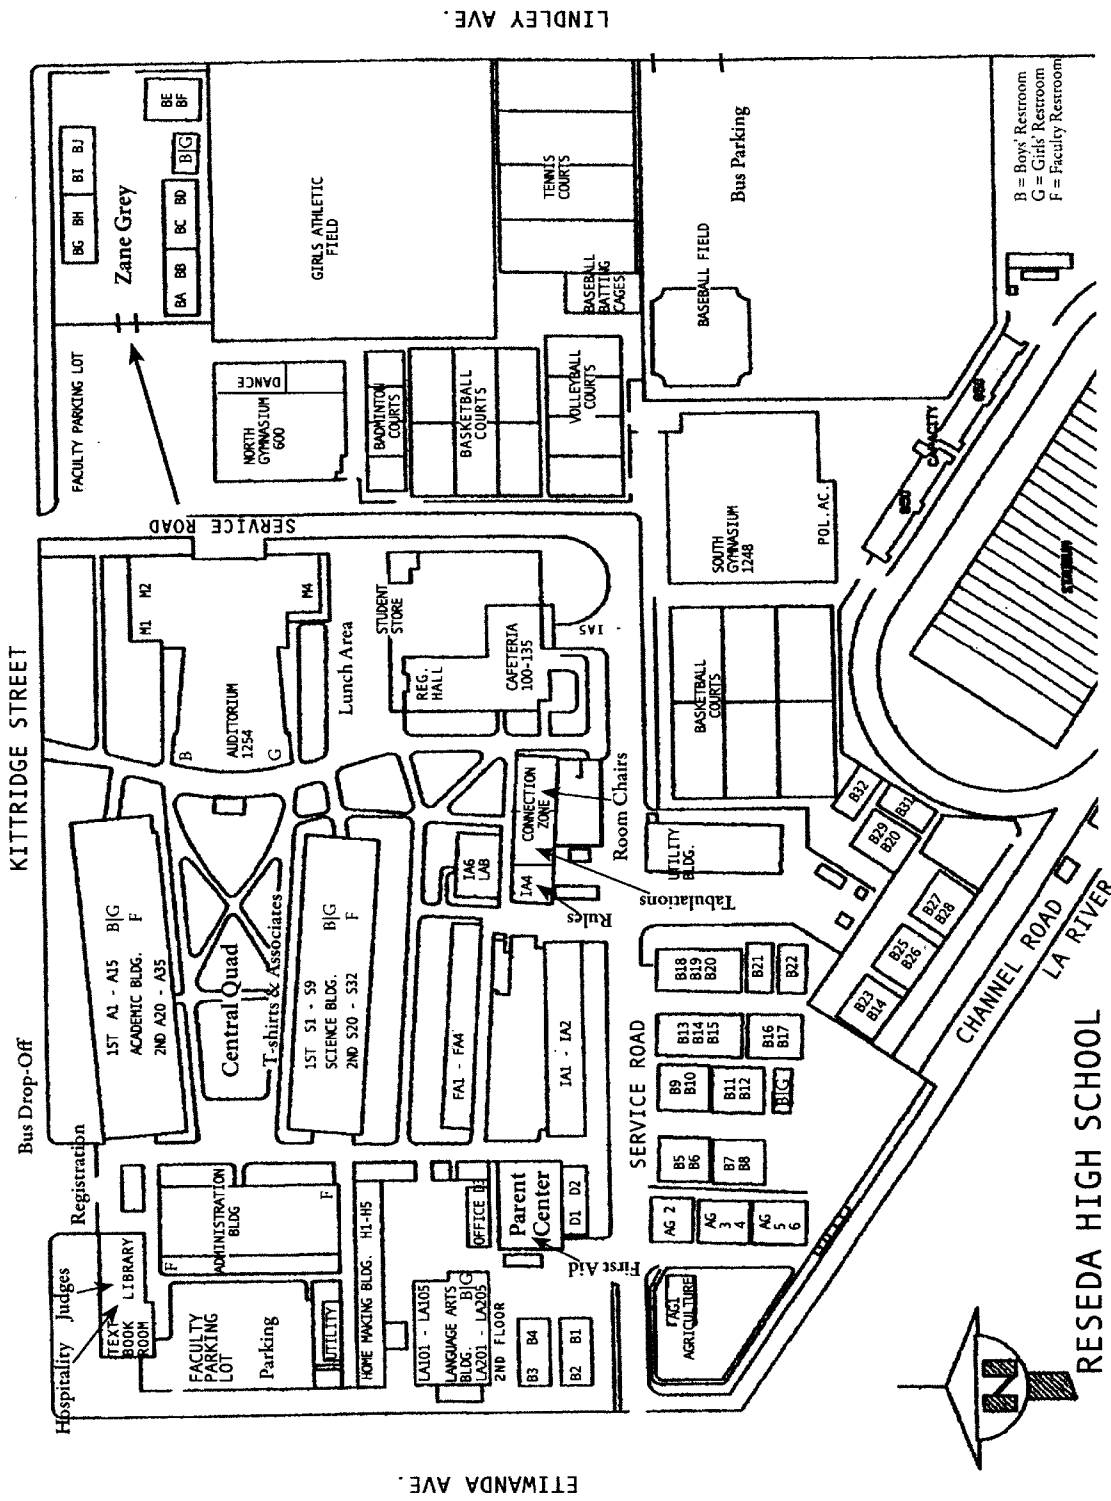 LINDLEY AVE.
KITTRIDGE STREET
ETIWANDA AVE.
RESEDA HIGH SCHOOL
N
CHANNEL ROAD
LA RIVER
SERVICE ROAD
SERVICE ROAD
B = Boys' Restroom
G = Girls' Restroom
F = Faculty Restroom
Hospitality
Judges
Registration
Bus Drop-Off
TEXT
BOOK
ROOM
LIBRARY
FACULTY
PARKING
LOT
Parking
F
ADMINISTRATION
BLDG
F
UTILITY
HOME MAKING BLDG. H1-H5
LA101 - LA105
LANGUAGE ARTS
BLDG.
B|G
LA201 - LA205
2ND FLOOR
B3 B4
B2 B1
OFFICE D3
Parent
Center
D1 D2
First Aid
AG1
AGRICULTURE
AG 2
AG
3
4
AG
5
6
1ST A1 - A15
ACADEMIC BLDG.
2ND A20 - A35
B|G
F
Central Quad
T-shirts & Associates
1ST S1 - S9
SCIENCE BLDG.
2ND S20 - S32
B|G
F
FA1 - FA4
IA1 - IA2
IA6
LAB
IA4
CONNECTION
ZONE
Rules
Tabulations
Room Chairs
UTILITY
BLDG.
M1
M2
B
AUDITORIUM
1254
G
M4
Lunch Area
STUDENT
STORE
REG.
HALL
CAFETERIA
100-135
IA5
B5
B6
B7
B8
B9
B10
B11
B12
B|G
B13
B14
B15
B16
B17
B18
B19
B20
B21
B22
B23
B14
B25
B26
B27
B28
B29
B20
B31
B32
BASKETBALL
COURTS
SOUTH
GYMNASIUM
1248
POL.AC.
CAPACITY
STADIUM
FACULTY PARKING LOT
Zane Grey
BG BH
BI BJ
BE
BF
B|G
BA BB
BC BD
NORTH
GYMNASIUM
600
DANCE
GIRLS ATHLETIC
FIELD
BADMINTON
COURTS
BASKETBALL
COURTS
VOLLEYBALL
COURTS
TENNIS
COURTS
BASEBALL
BATTING
CAGES
BASEBALL FIELD
Bus Parking